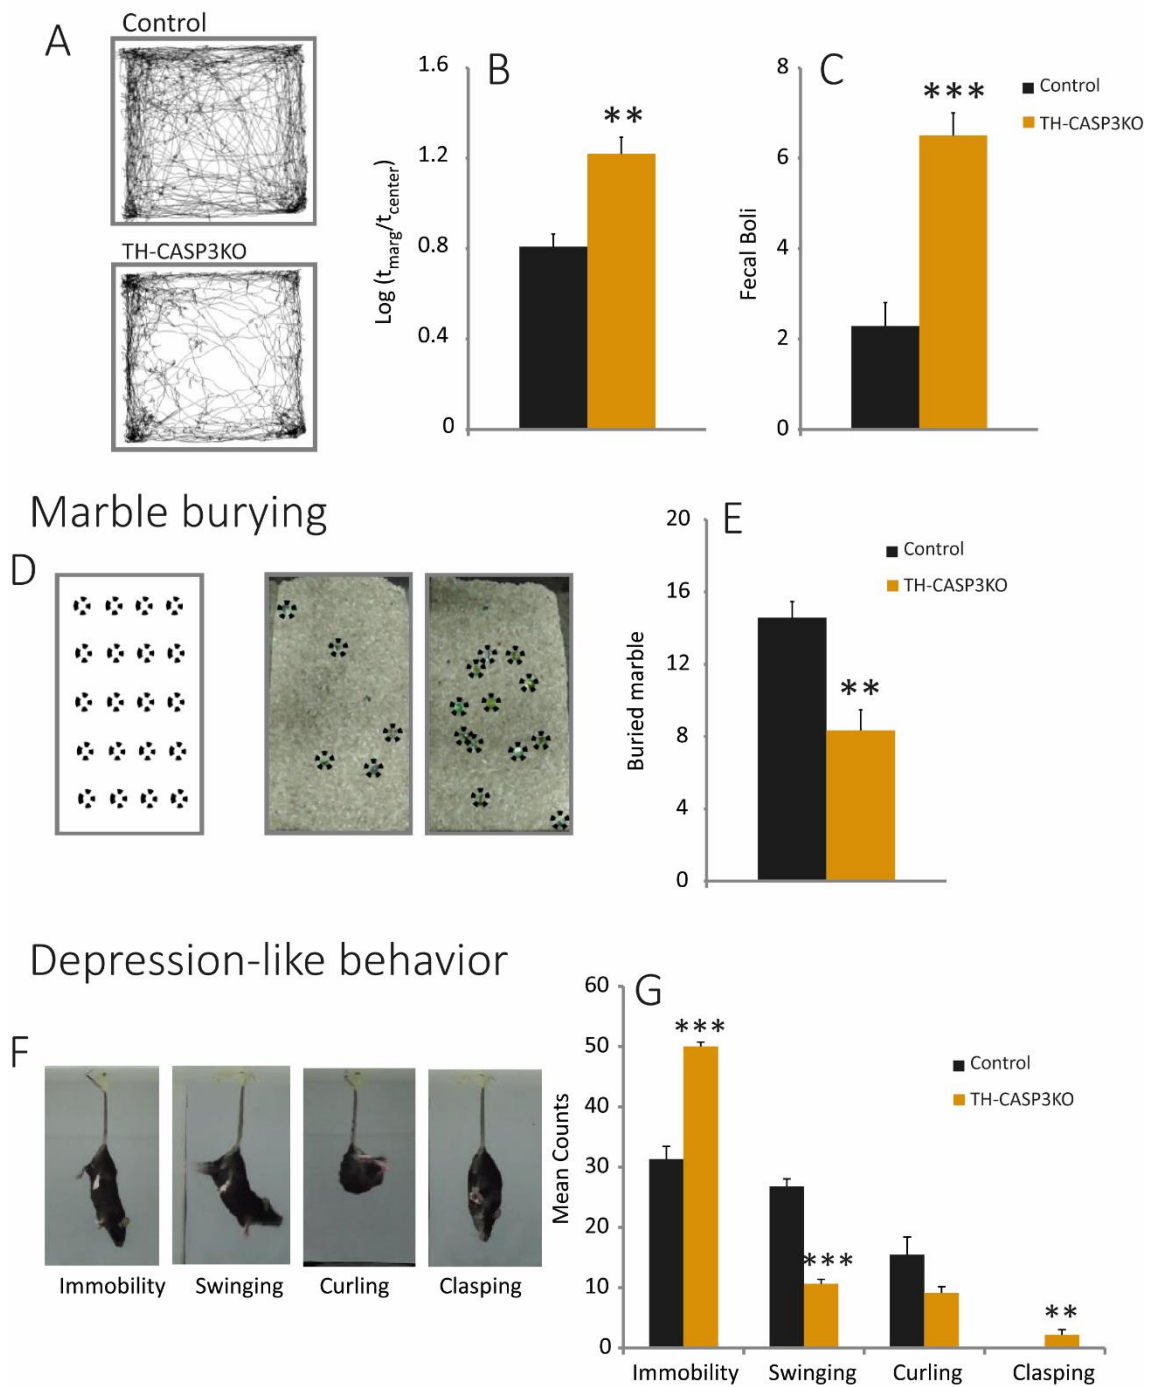 A
Control
TH-CASP3KO
B
1.6
1.2
0.8
0.4
0
Log (tmarg/tcenter)
**
C
8
6
4
2
0
Fecal Boli
***
Control
TH-CASP3KO
Marble burying
D
E
20
16
12
8
4
0
Buried marble
**
Control
TH-CASP3KO
Depression-like behavior
F
Immobility Swinging Curling Clasping
G
60
50
40
30
20
10
0
Mean Counts
***
***
**
Control
TH-CASP3KO
Immobility Swinging Curling Clasping